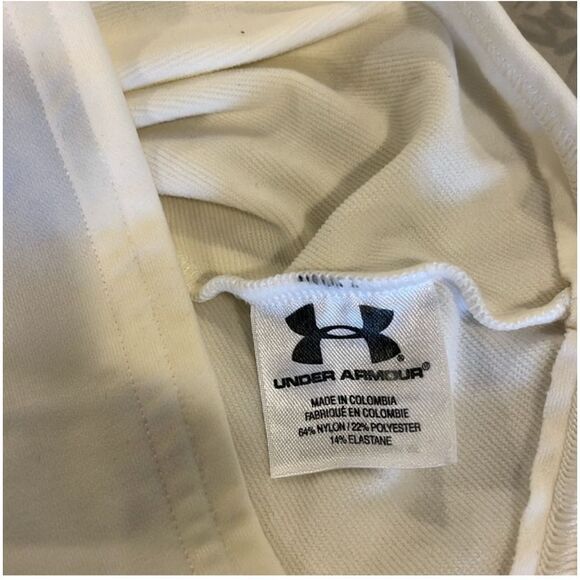 UNDER ARMOUR®
MADE IN COLOMBIA
FABRIQUÉ EN COLOMBIE
64% NYLON / 22% POLYESTER
14% ELASTANE